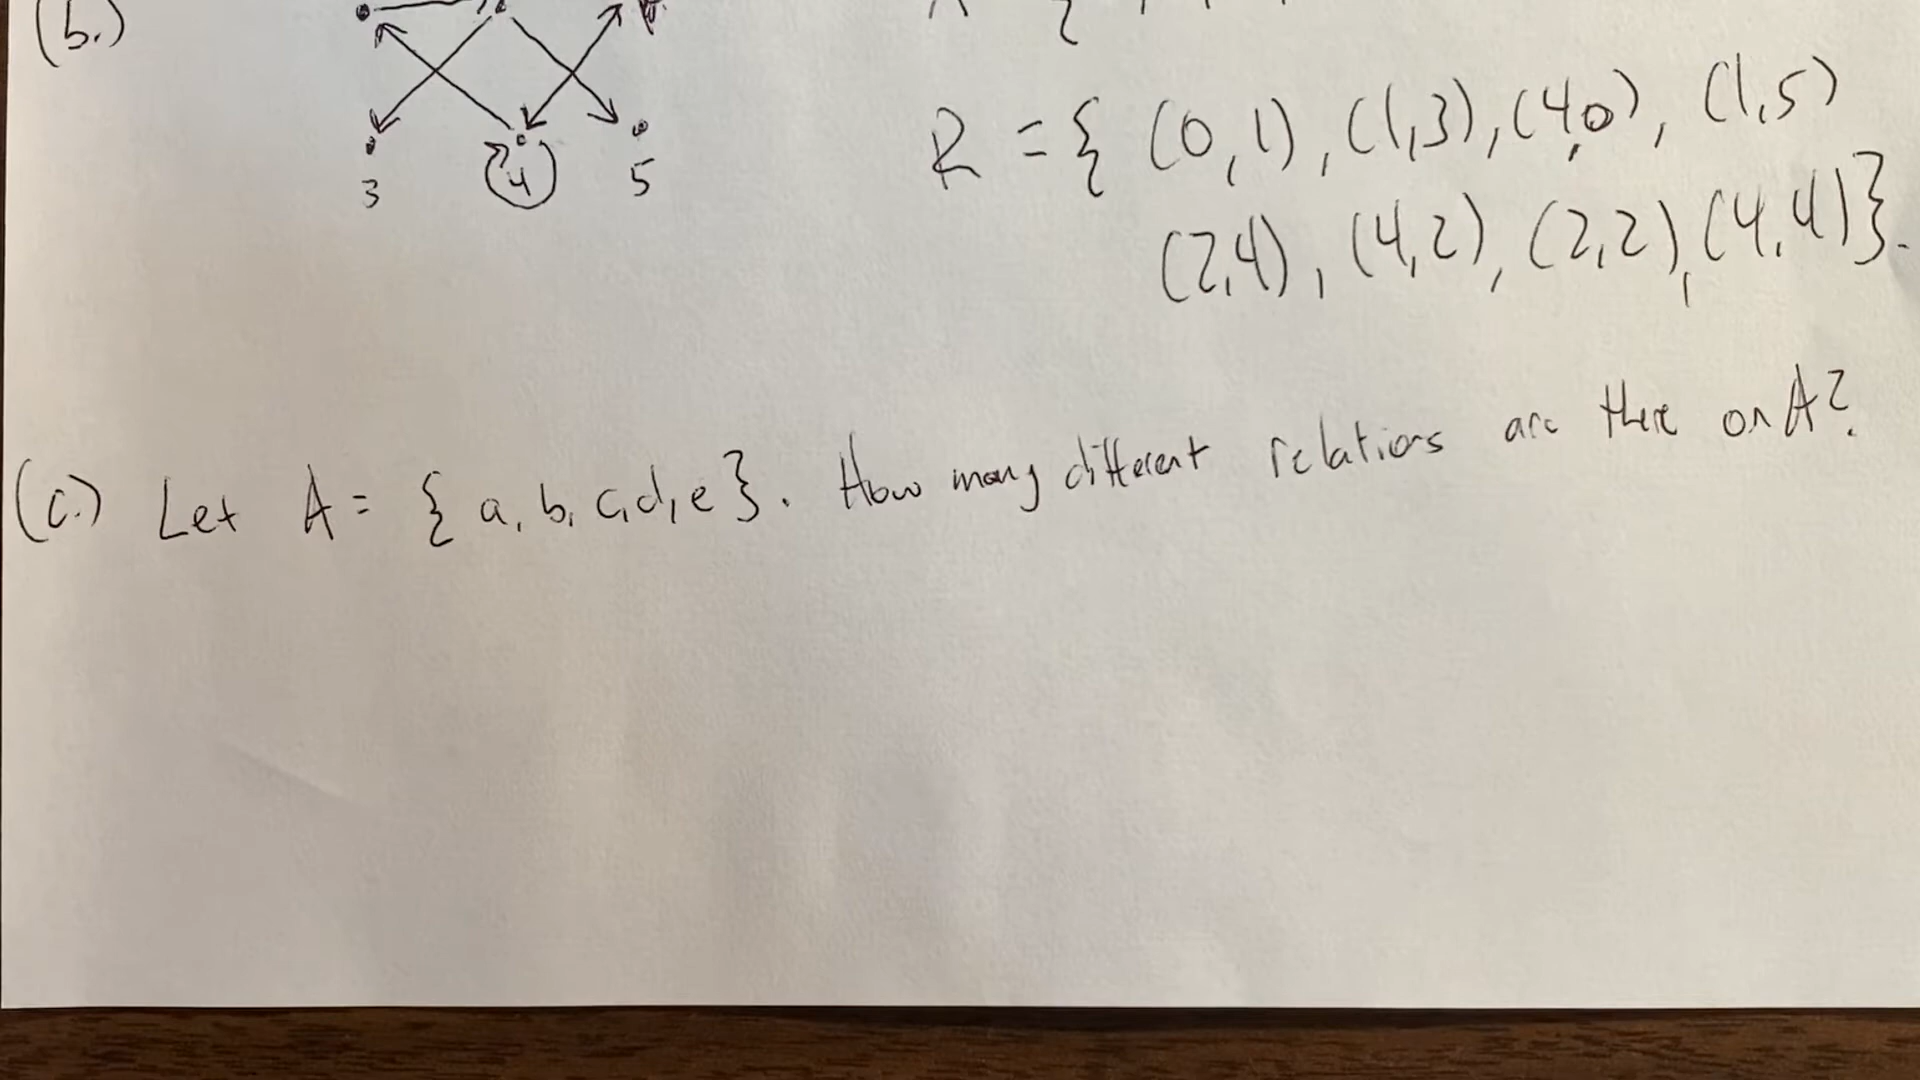 (b.)
R = { (0,1), (1,3), (4,0), (1,5)
(2,4), (4,2), (2,2), (4,4)}.
3 4 5
(c.) Let A = { a, b, c, d, e }. How many different relations are there on A?